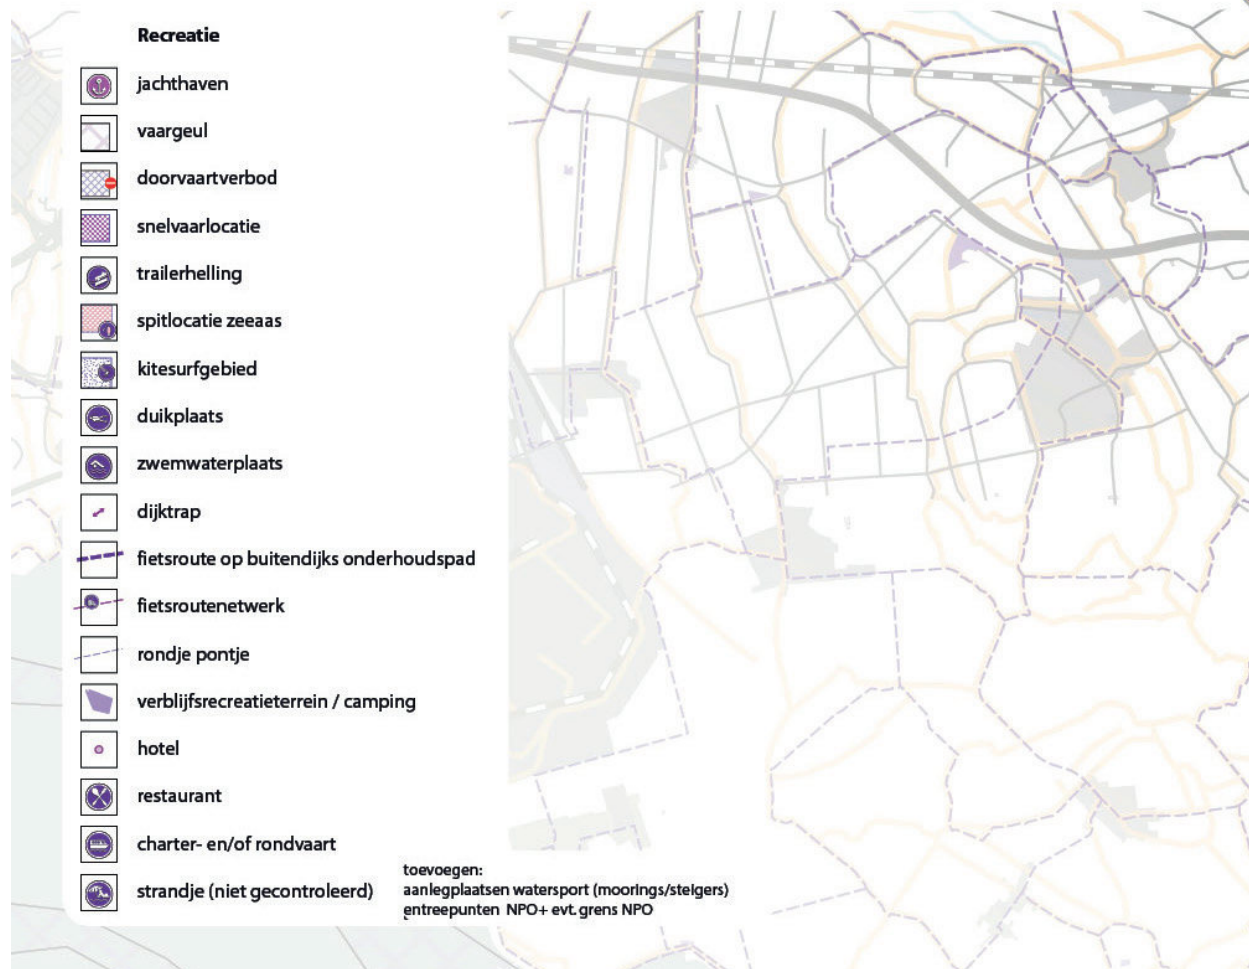 Recreatie
jachthaven
vaargeul
doorvaartverbod
snelvaarlocatie
trailerhelling
spitlocatie zeeaas
kitesurfgebied
duikplaats
zwemwaterplaats
dijktrap
fietsroute op buitendijks onderhoudspad
fietsroutenetwerk
rondje pontje
verblijfsrecreatieterrein / camping
hotel
restaurant
charter- en/of rondvaart
strandje (niet gecontroleerd)
toevoegen:
aanlegplaatsen watersport (moorings/steigers)
entreepunten NPO+ evt. grens NPO